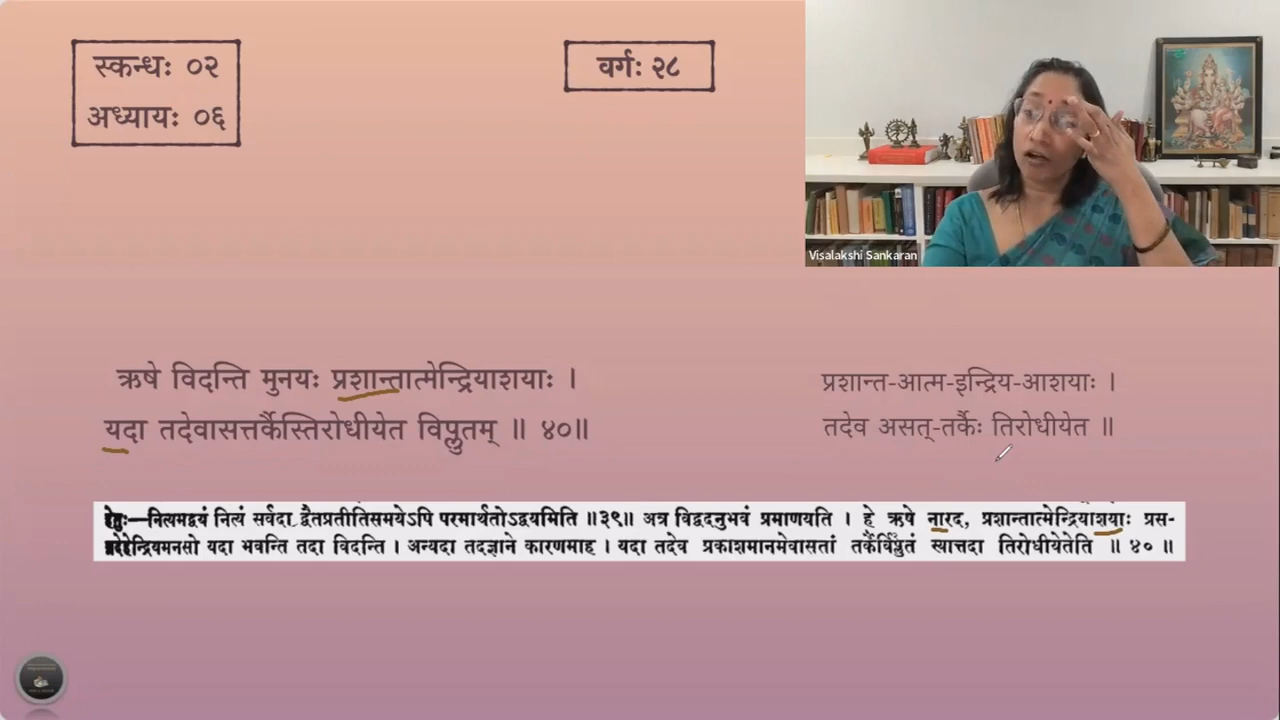 स्कन्धः ०२
अध्यायः ०६
वर्गः २८
Visalakshi Sankaran
ऋषे विदन्ति मुनयः प्रशान्तात्मेन्द्रियाशयाः ।
यदा तदेवासत्तर्कैस्तिरोधीयेत विप्लुतम् ॥ ४०॥
प्रशान्त-आत्म-इन्द्रिय-आशयाः ।
तदेव असत्-तर्कैः तिरोधीयेत ॥
हेतुः—नित्यमद्वयं नित्यं सर्वदा द्वैतप्रतीतिसमयेऽपि परमार्थतोऽद्वयमिति ॥३९॥ अत्र विद्वदनुभवं प्रमाणयति । हे ऋषे नारद, प्रशान्तात्मेन्द्रियाशयाः प्रस-
न्नदेहेन्द्रियमनसो यदा भवन्ति तदा विदन्ति । अन्यदा तदज्ञाने कारणमाह । यदा तदेव प्रकाशमानमेवासतां तर्कैर्विप्लुतं स्यात्तदा तिरोधीयेतेति ॥ ४० ॥